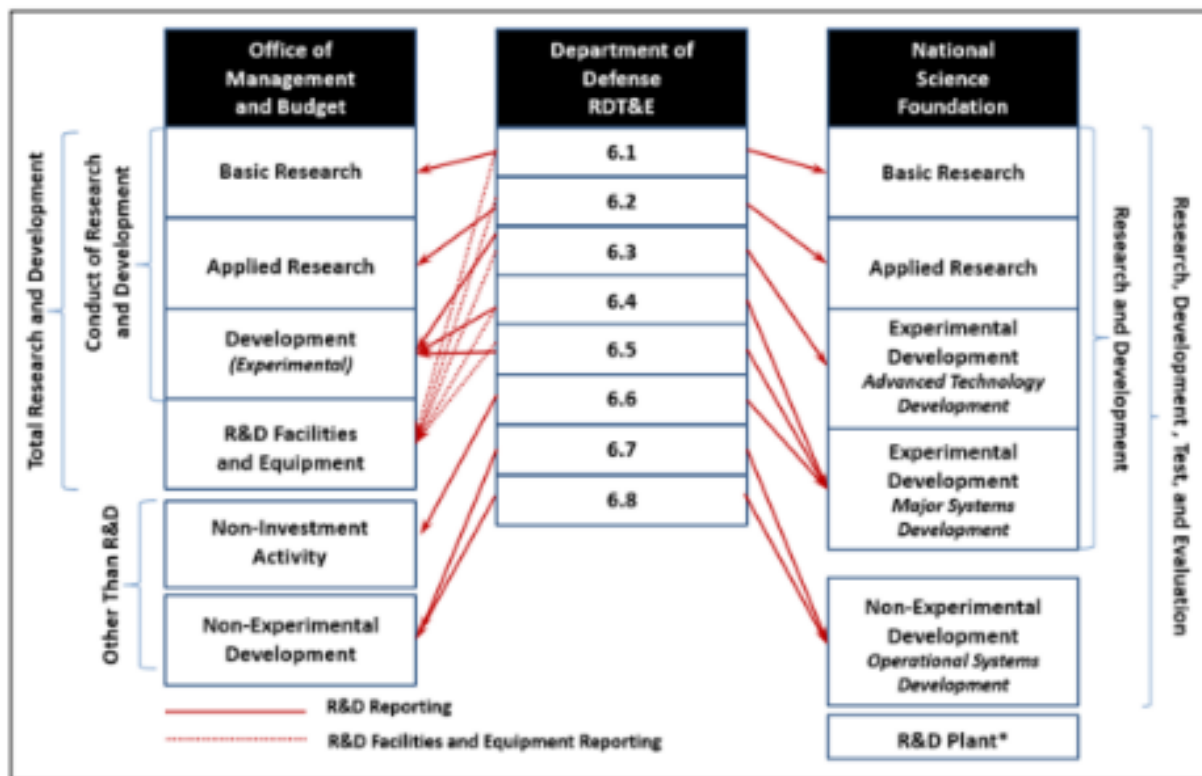 Office of
Management
and Budget
Department of
Defense
RDT&E
National
Science
Foundation
Total Research and Development
Conduct of Research
and Development
Other Than R&D
Basic Research
Applied Research
Development
(Experimental)
R&D Facilities
and Equipment
Non-Investment
Activity
Non-Experimental
Development
6.1
6.2
6.3
6.4
6.5
6.6
6.7
6.8
Basic Research
Applied Research
Experimental
Development
Advanced Technology
Development
Experimental
Development
Major Systems
Development
Non-Experimental
Development
Operational Systems
Development
R&D Plant*
Research and Development
Research, Development , Test, and Evaluation
R&D Reporting
R&D Facilities and Equipment Reporting